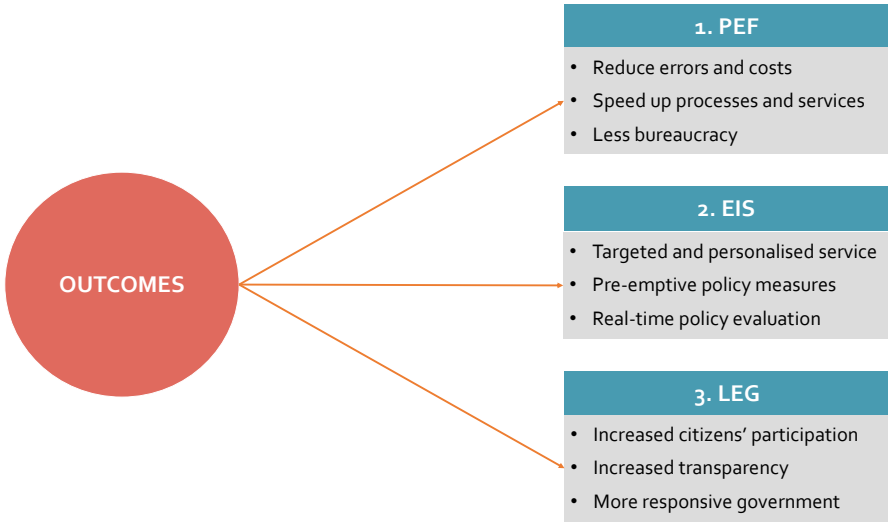 OUTCOMES
1. PEF
• Reduce errors and costs
• Speed up processes and services
• Less bureaucracy
2. EIS
• Targeted and personalised service
• Pre-emptive policy measures
• Real-time policy evaluation
3. LEG
• Increased citizens’ participation
• Increased transparency
• More responsive government